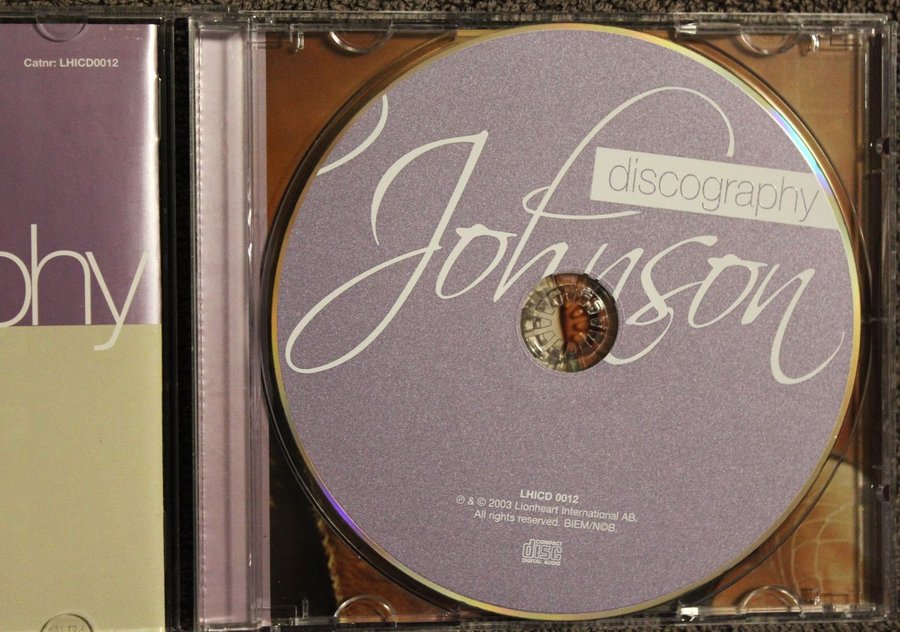 Catnr: LHICD0012
phy
discography
Johnson
LHICD 0012
℗ & © 2003 Lionheart International AB.
All rights reserved. BIEM/N©B.
COMPACT
disc
DIGITAL AUDIO